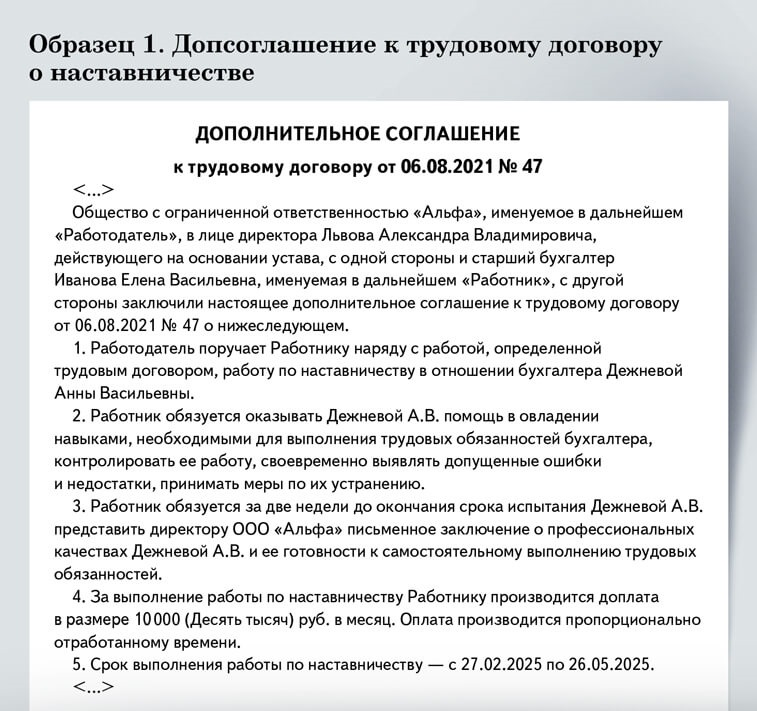 Образец 1. Допсоглашение к трудовому договору
о наставничестве
ДОПОЛНИТЕЛЬНОЕ СОГЛАШЕНИЕ
к трудовому договору от 06.08.2021 № 47
<...>
Общество с ограниченной ответственностью «Альфа», именуемое в дальнейшем
«Работодатель», в лице директора Львова Александра Владимировича,
действующего на основании устава, с одной стороны и старший бухгалтер
Иванова Елена Васильевна, именуемая в дальнейшем «Работник», с другой
стороны заключили настоящее дополнительное соглашение к трудовому договору
от 06.08.2021 № 47 о нижеследующем.
1. Работодатель поручает Работнику наряду с работой, определенной
трудовым договором, работу по наставничеству в отношении бухгалтера Дежневой
Анны Васильевны.
2. Работник обязуется оказывать Дежневой А.В. помощь в овладении
навыками, необходимыми для выполнения трудовых обязанностей бухгалтера,
контролировать ее работу, своевременно выявлять допущенные ошибки
и недостатки, принимать меры по их устранению.
3. Работник обязуется за две недели до окончания срока испытания Дежневой А.В.
представить директору ООО «Альфа» письменное заключение о профессиональных
качествах Дежневой А.В. и ее готовности к самостоятельному выполнению трудовых
обязанностей.
4. За выполнение работы по наставничеству Работнику производится доплата
в размере 10 000 (Десять тысяч) руб. в месяц. Оплата производится пропорционально
отработанному времени.
5. Срок выполнения работы по наставничеству — с 27.02.2025 по 26.05.2025.
<...>